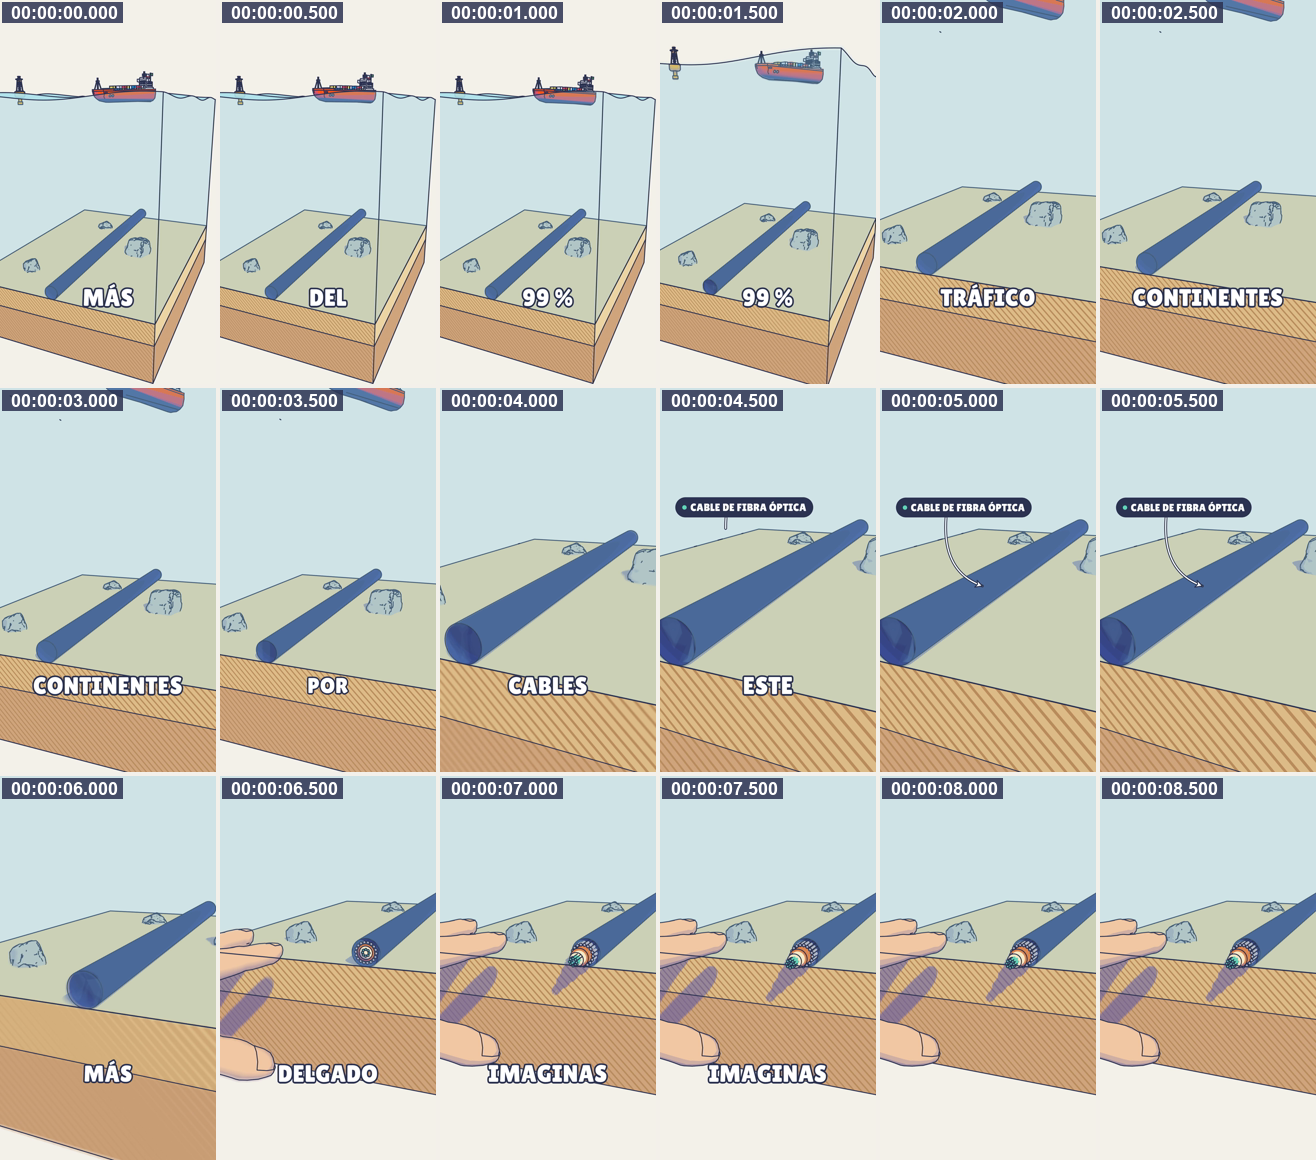 00:00:00.000
MÁS
00:00:00.500
DEL
00:00:01.000
99 %
00:00:01.500
99 %
00:00:02.000
TRÁFICO
00:00:02.500
CONTINENTES
00:00:03.000
CONTINENTES
00:00:03.500
POR
00:00:04.000
CABLES
00:00:04.500
CABLE DE FIBRA ÓPTICA
ESTE
00:00:05.000
CABLE DE FIBRA ÓPTICA
00:00:05.500
CABLE DE FIBRA ÓPTICA
00:00:06.000
MÁS
00:00:06.500
DELGADO
00:00:07.000
IMAGINAS
00:00:07.500
IMAGINAS
00:00:08.000
00:00:08.500